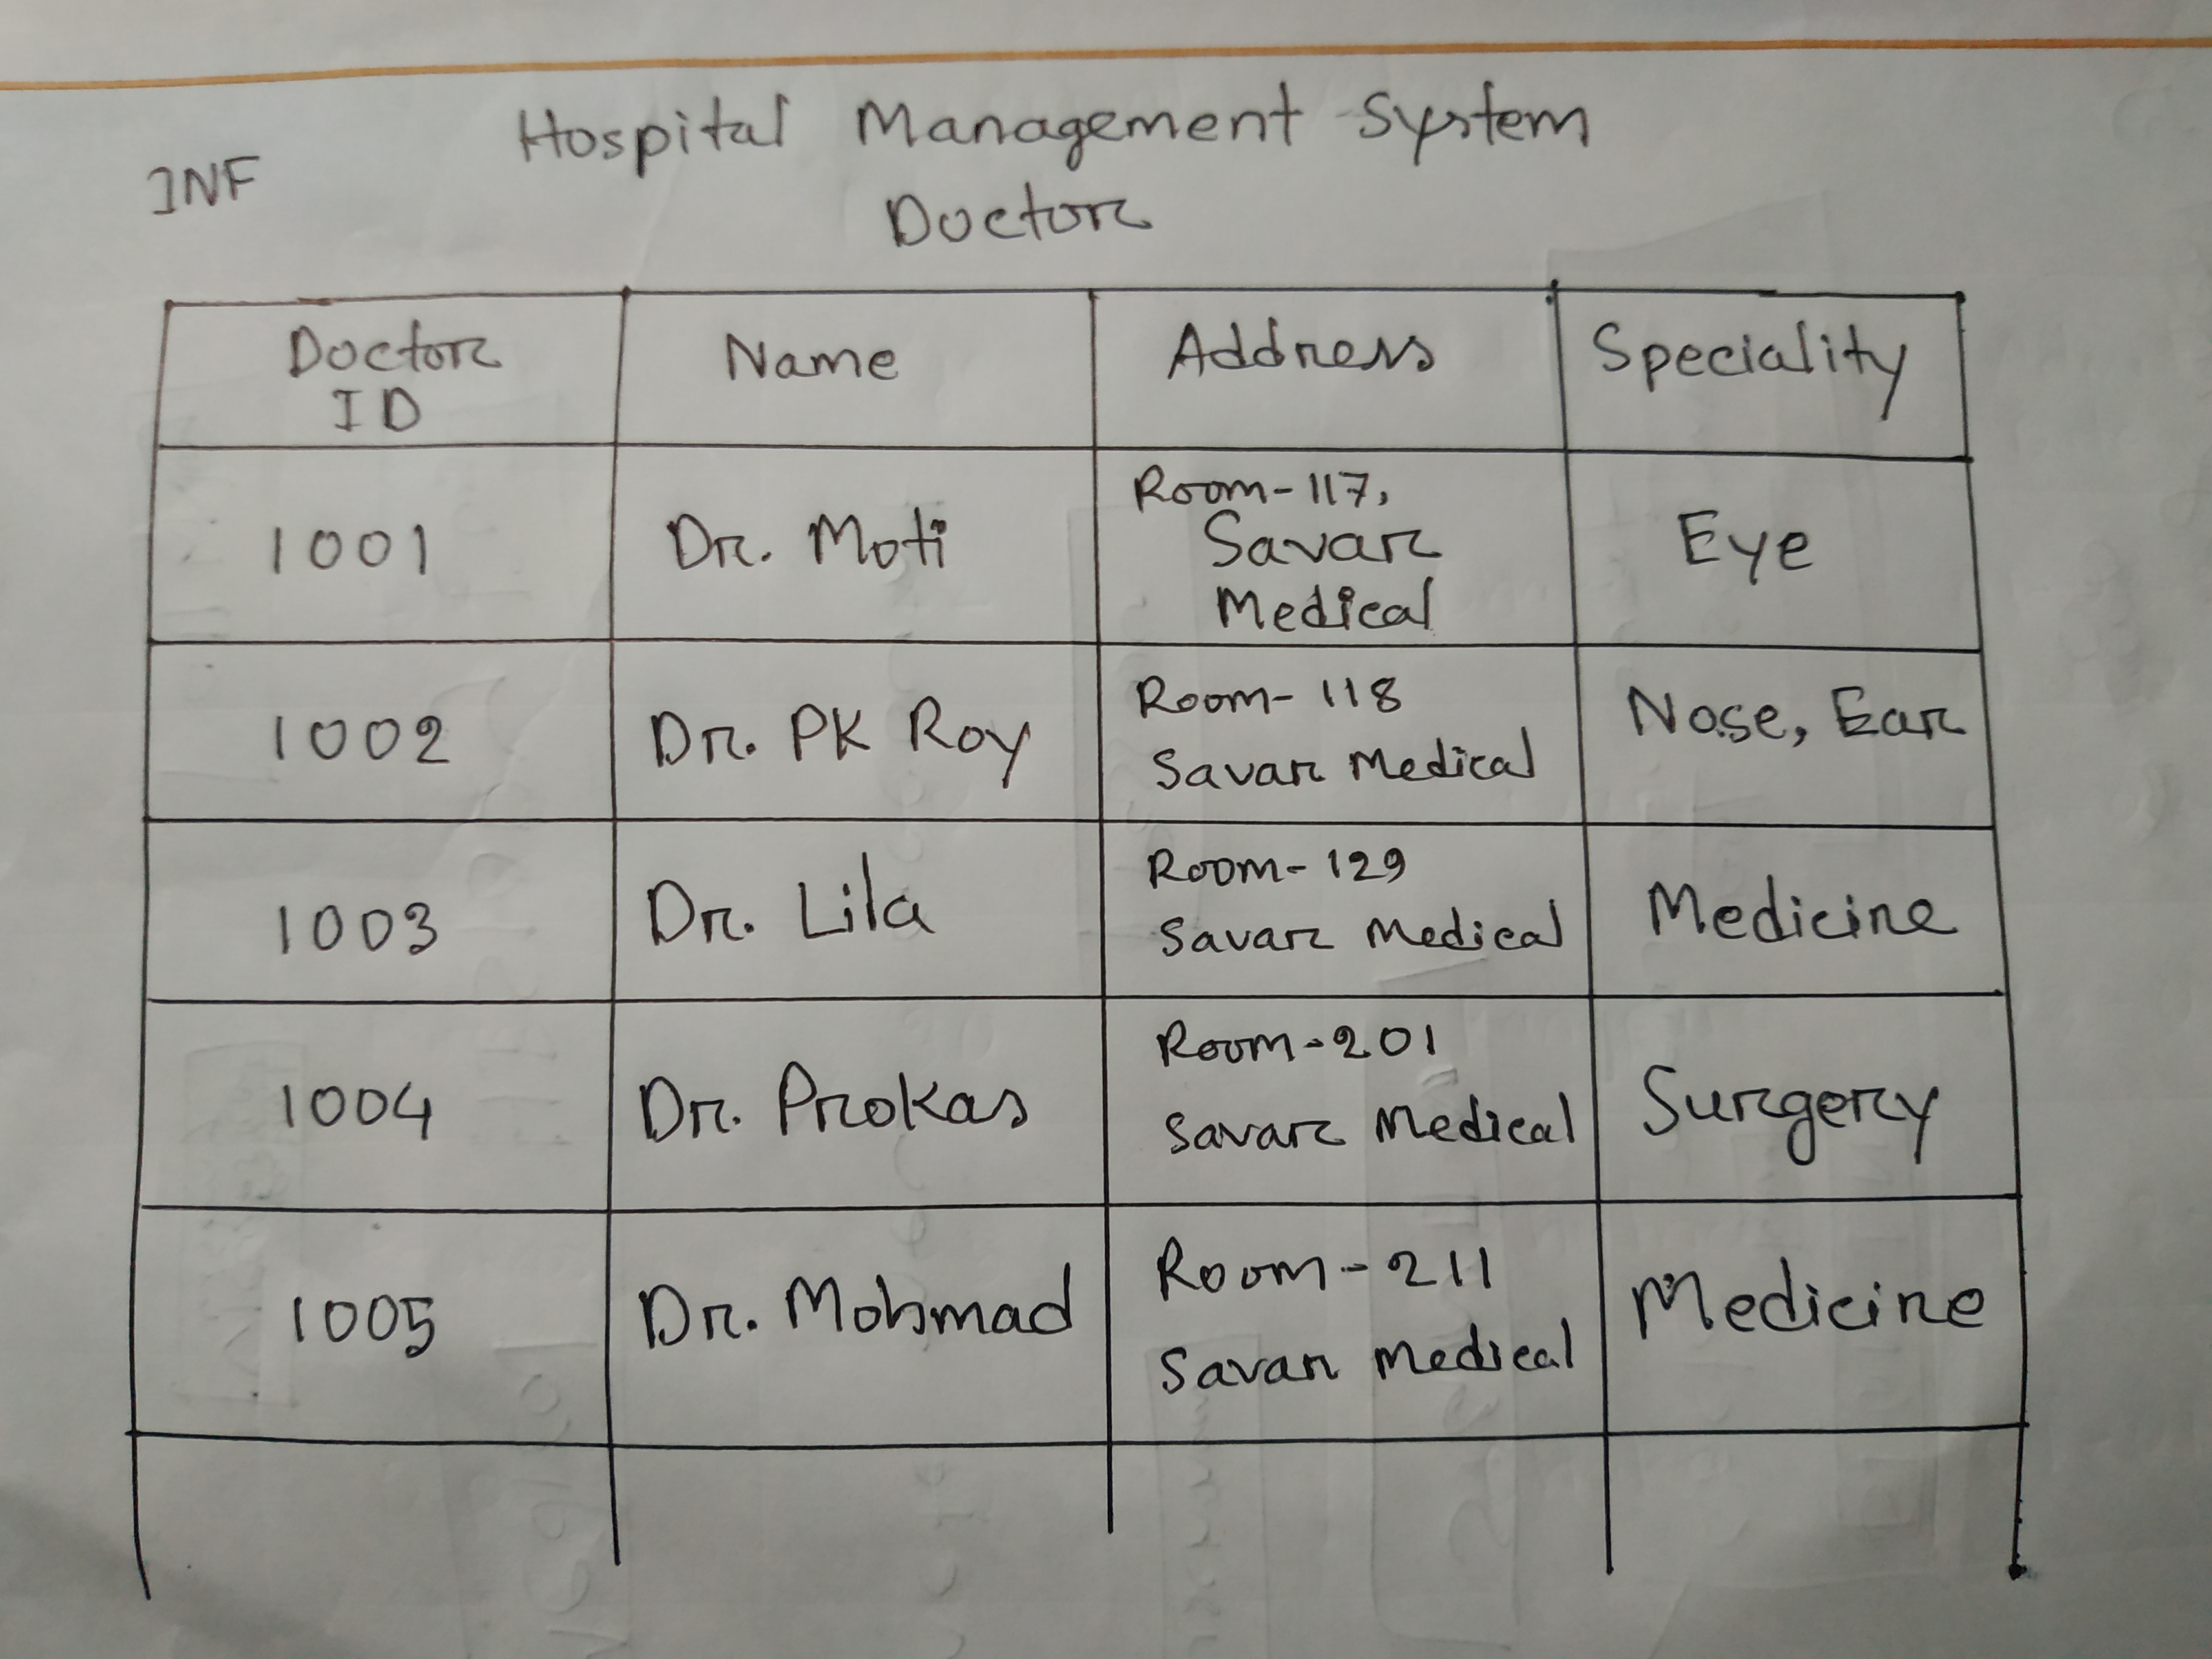 Hospital Management System
INF
Doctor
Doctor ID Name Address Speciality
1001 Dr. Moti Room-117, Savar Medical Eye
1002 Dr. PK Roy Room-118 Savar Medical Nose, Ear
1003 Dr. Lila Room-129 Savar Medical Medicine
1004 Dr. Prokas Room-201 Savar Medical Surgery
1005 Dr. Mohmad Room-211 Savar Medical Medicine